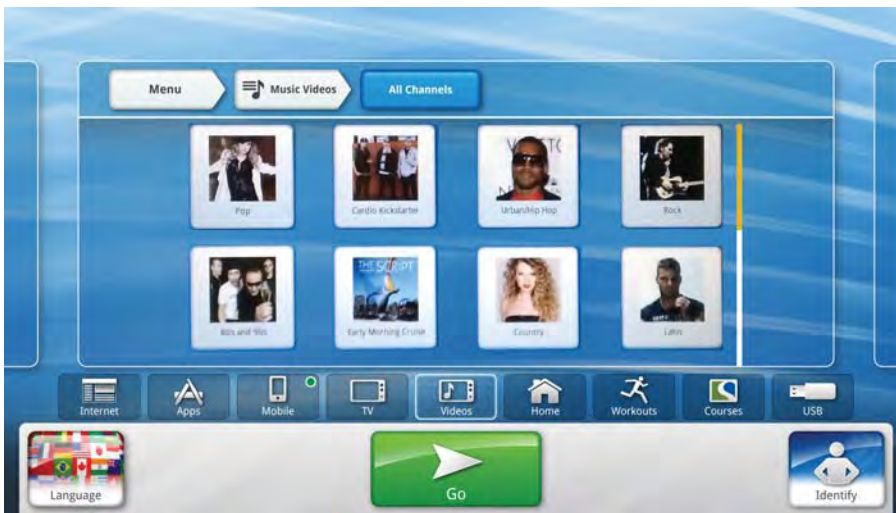 Menu
Music Videos
All Channels
Pop
Cardio Kickstarter
Urban/Hip Hop
Rock
80s and 90s
THE SCRIPT
Early Morning Cruise
Country
Latin
Internet
Apps
Mobile
TV
Videos
Home
Workouts
Courses
USB
Language
Go
Identify